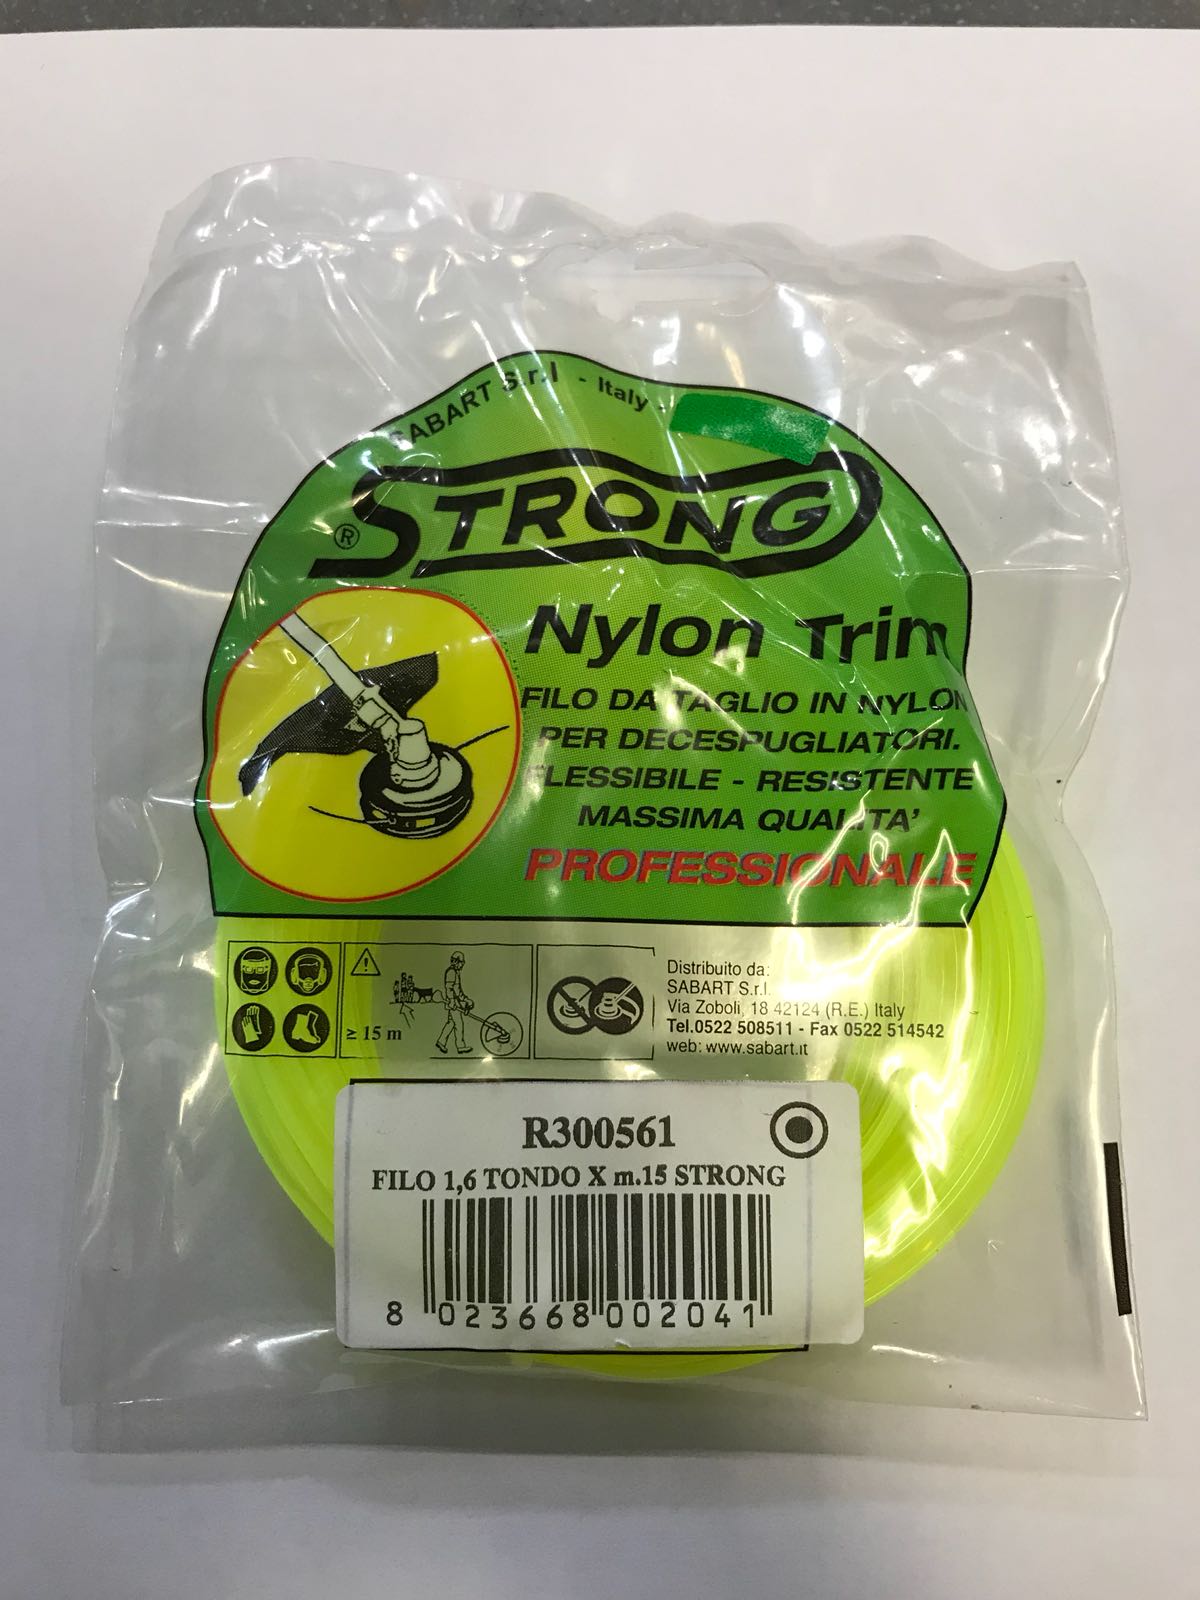 SABART S.r.l - Italy -
STRONG
®
Nylon Trim
FILO DA TAGLIO IN NYLON
PER DECESPUGLIATORI.
FLESSIBILE - RESISTENTE
MASSIMA QUALITA'
PROFESSIONALE
≥ 15 m
Distribuito da:
SABART S.r.l.
Via Zoboli, 18 42124 (R.E.) Italy
Tel.0522 508511 - Fax 0522 514542
web: www.sabart.it
R300561
FILO 1,6 TONDO X m.15 STRONG
8 023668 002041